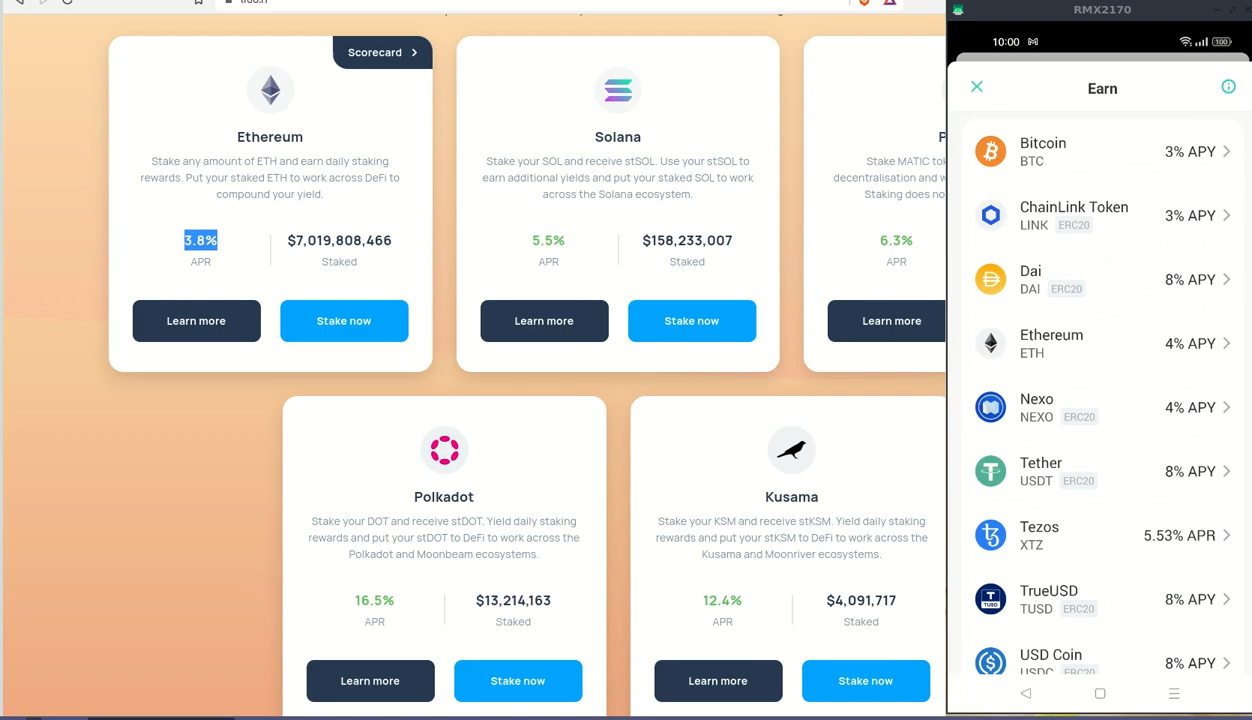 Scorecard
Ethereum
Stake any amount of ETH and earn daily staking
rewards. Put your staked ETH to work across DeFi to
compound your yield.
3.8%
$7,019,808,466
APR
Staked
Learn more
Stake now
Solana
Stake your SOL and receive stSOL. Use your stSOL to
earn additional yields and put your staked SOL to work
across the Solana ecosystem.
5.5%
$158,233,007
APR
Staked
Learn more
Stake now
Stake MATIC
decentralisation and
Staking does
6.3%
APR
Learn more
Polkadot
Stake your DOT and receive stDOT. Yield daily staking
rewards and put your stDOT to DeFi to work across the
Polkadot and Moonbeam ecosystems.
16.5%
$13,214,163
APR
Staked
Learn more
Stake now
Kusama
Stake your KSM and receive stKSM. Yield daily staking
rewards and put your stKSM to DeFi to work across the
Kusama and Moonriver ecosystems.
12.4%
$4,091,717
APR
Staked
Learn more
Stake now
RMX2170
10:00
100
Earn
Bitcoin
BTC
3% APY
ChainLink Token
LINK ERC20
3% APY
Dai
DAI ERC20
8% APY
Ethereum
ETH
4% APY
Nexo
NEXO ERC20
4% APY
Tether
USDT ERC20
8% APY
Tezos
XTZ
5.53% APR
TrueUSD
TUSD ERC20
8% APY
USD Coin
USDC ERC20
8% APY